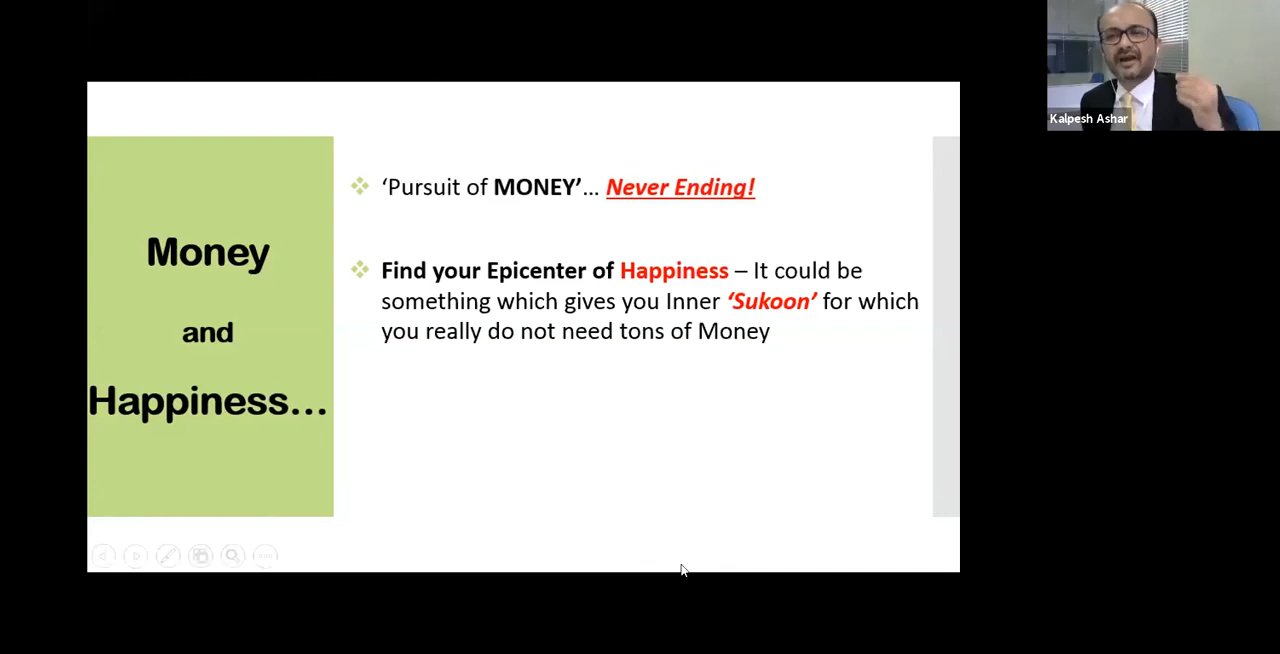 Kalpesh Ashar
Money
and
Happiness...
‘Pursuit of MONEY’... Never Ending!
Find your Epicenter of Happiness – It could be
something which gives you Inner ‘Sukoon’ for which
you really do not need tons of Money